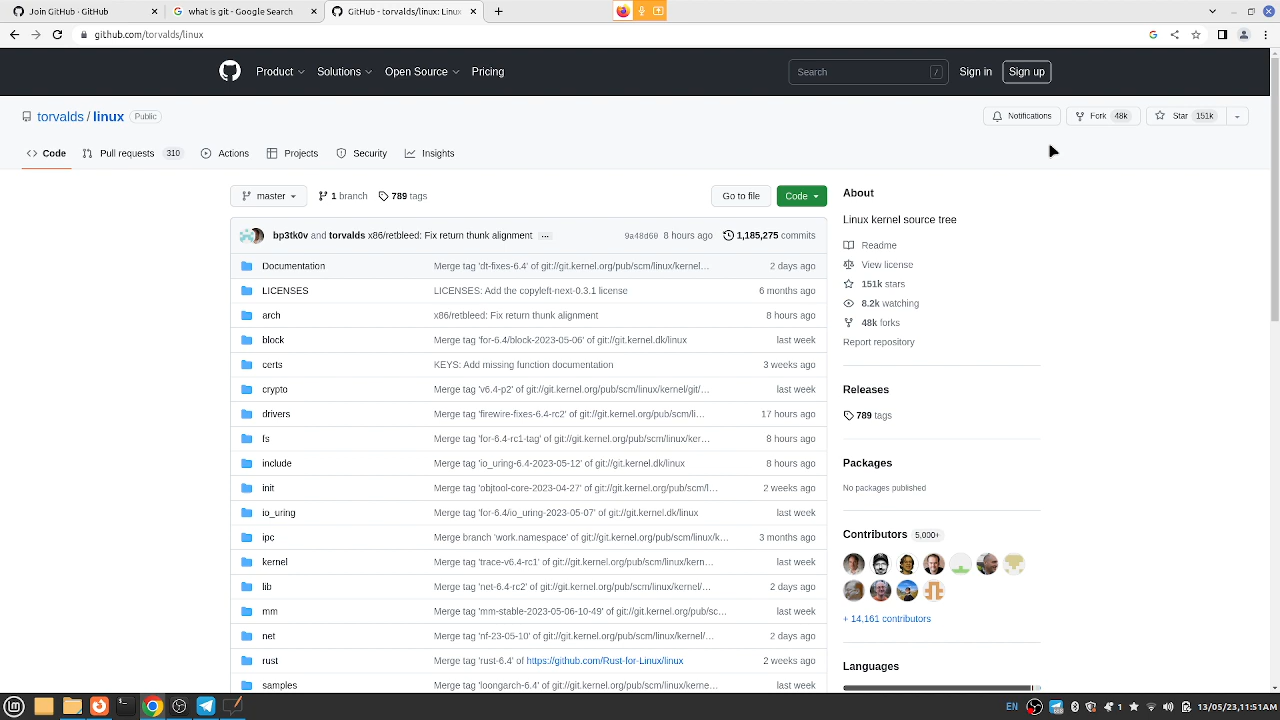 Join GitHub · GitHub
what is git - Google Search
GitHub - torvalds/linux: Linux
github.com/torvalds/linux
Product
Solutions
Open Source
Pricing
Search
/
Sign in
Sign up
torvalds / linux
Public
Notifications
Fork 48k
Star 151k
Code
Pull requests 310
Actions
Projects
Security
Insights
master
1 branch
789 tags
Go to file
Code
bp3tk0v and torvalds x86/retbleed: Fix return thunk alignment ...
9a48d60 8 hours ago
1,185,275 commits
Documentation Merge tag 'dt-fixes-6.4' of git://git.kernel.org/pub/scm/linux/kernel... 2 days ago
LICENSES LICENSES: Add the copyleft-next-0.3.1 license 6 months ago
arch x86/retbleed: Fix return thunk alignment 8 hours ago
block Merge tag 'for-6.4/block-2023-05-06' of git://git.kernel.dk/linux last week
certs KEYS: Add missing function documentation 3 weeks ago
crypto Merge tag 'v6.4-p2' of git://git.kernel.org/pub/scm/linux/kernel/git/... last week
drivers Merge tag 'firewire-fixes-6.4-rc2' of git://git.kernel.org/pub/scm/li... 17 hours ago
fs Merge tag 'for-6.4-rc1-tag' of git://git.kernel.org/pub/scm/linux/ker... 8 hours ago
include Merge tag 'io_uring-6.4-2023-05-12' of git://git.kernel.dk/linux 8 hours ago
init Merge tag 'objtool-core-2023-04-27' of git://git.kernel.org/pub/scm/l... 2 weeks ago
io_uring Merge tag 'for-6.4/io_uring-2023-05-07' of git://git.kernel.dk/linux last week
ipc Merge branch 'work.namespace' of git://git.kernel.org/pub/scm/linux/k... 3 months ago
kernel Merge tag 'trace-v6.4-rc1' of git://git.kernel.org/pub/scm/linux/kern... last week
lib Merge tag 'net-6.4-rc2' of git://git.kernel.org/pub/scm/linux/kernel/... 2 days ago
mm Merge tag 'mm-stable-2023-05-06-10-49' of git://git.kernel.org/pub/sc... last week
net Merge tag 'nf-23-05-10' of git://git.kernel.org/pub/scm/linux/kernel/... 2 days ago
rust Merge tag 'rust-6.4' of https://github.com/Rust-for-Linux/linux 2 weeks ago
samples Merge tag 'loongarch-6.4' of git://git.kernel.org/pub/scm/linux/kerne... last week
About
Linux kernel source tree
Readme
View license
151k stars
8.2k watching
48k forks
Report repository
Releases
789 tags
Packages
No packages published
Contributors 5,000+
+ 14,161 contributors
Languages
EN
1
13/05/23, 11:51AM